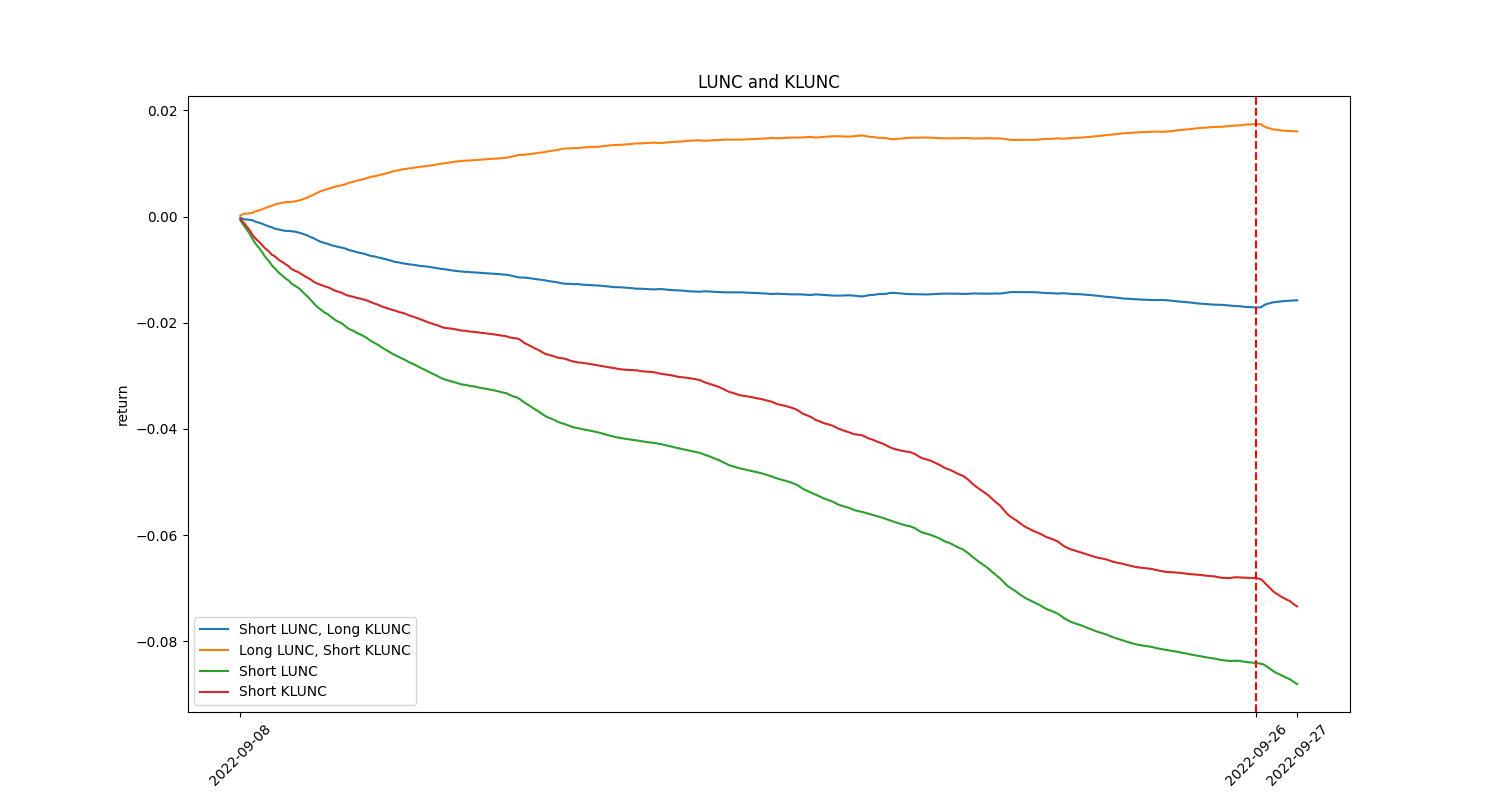 LUNC and KLUNC
return
0.02
0.00
−0.02
−0.04
−0.06
−0.08
Short LUNC, Long KLUNC
Long LUNC, Short KLUNC
Short LUNC
Short KLUNC
2022-09-08
2022-09-26
2022-09-27